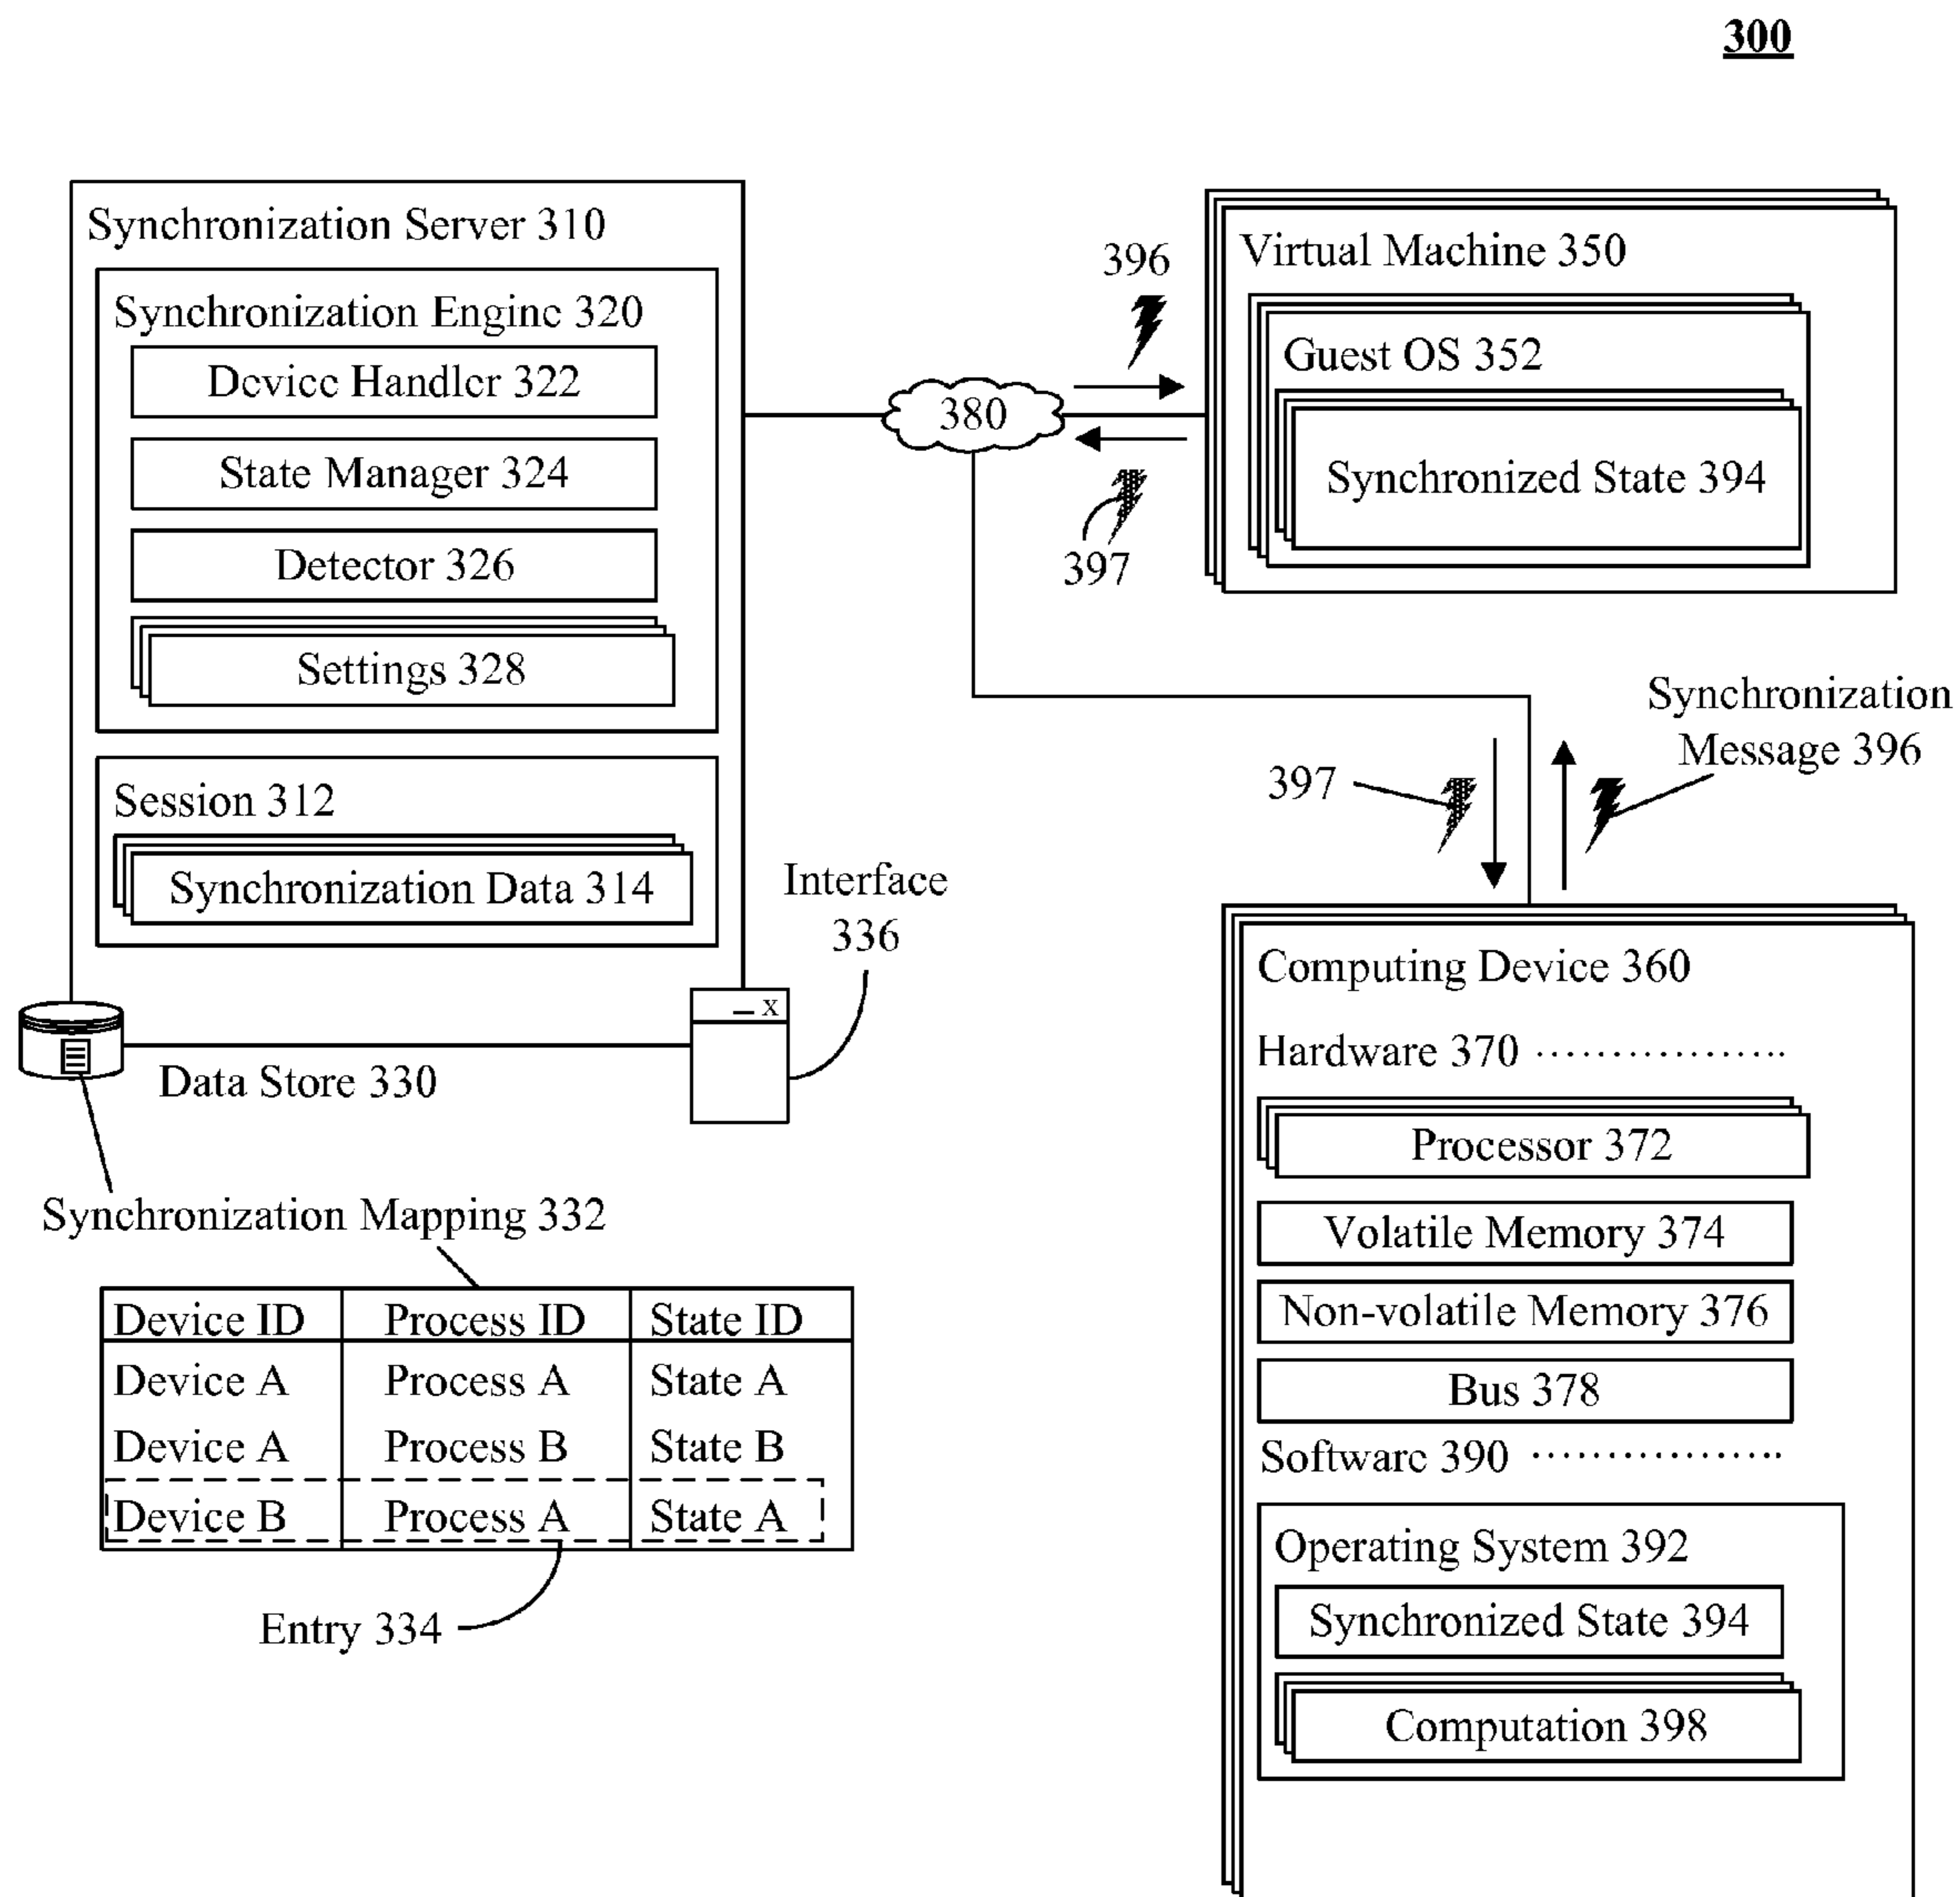 300
Synchronization Server 310
Synchronization Engine 320
Device Handler 322
State Manager 324
Detector 326
Settings 328
Session 312
Synchronization Data 314
Interface
336
_ x
Data Store 330
Synchronization Mapping 332
Device ID Process ID State ID
Device A Process A State A
Device A Process B State B
Device B Process A State A
Entry 334
380
396
397
Virtual Machine 350
Guest OS 352
Synchronized State 394
397
Synchronization
Message 396
Computing Device 360
Hardware 370 ..................
Processor 372
Volatile Memory 374
Non-volatile Memory 376
Bus 378
Software 390 ..................
Operating System 392
Synchronized State 394
Computation 398